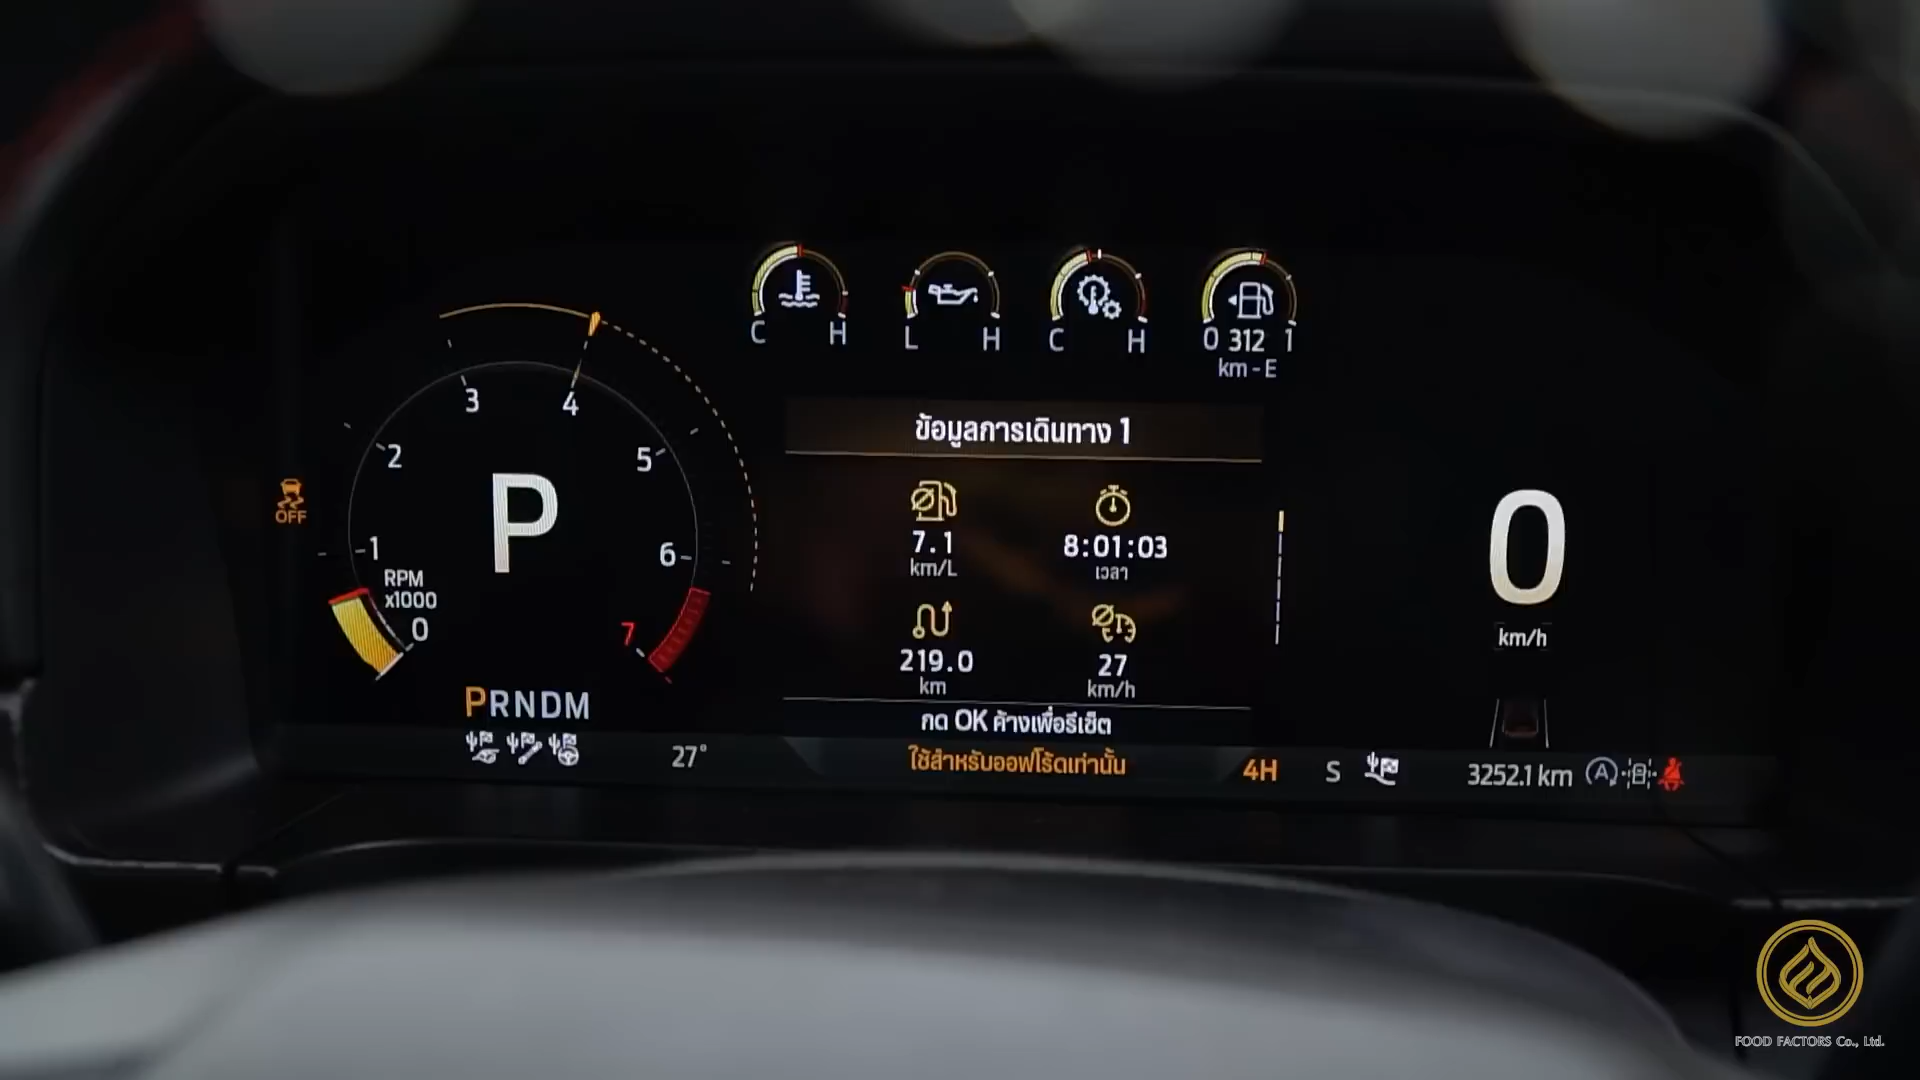 C H
L H
C H
0 312 1
km - E
ข้อมูลการเดินทาง 1
7.1
km/L
8:01:03
เวลา
219.0
km
27
km/h
กด OK ค้างเพื่อรีเซ็ต
ใช้สำหรับออฟโร้ดเท่านั้น
OFF
0
1
2
3
4
5
6
7
RPM
x1000
P
PRNDM
27°
4H
S
0
km/h
3252.1 km
A
FOOD FACTORS Co., Ltd.